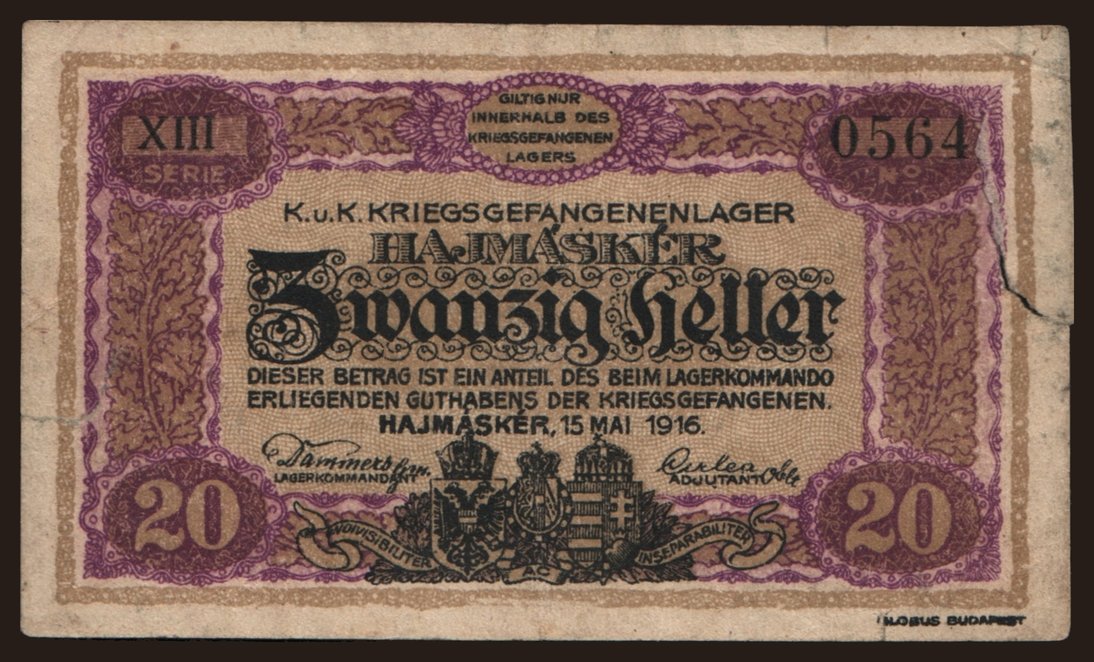 GILTIG NUR
INNERHALB DES
KRIEGSGEFANGENEN
LAGERS
XIII
SERIE
0564
No
K.u.K. KRIEGSGEFANGENENLAGER
HAJMÁSKÉR
Zwanzig Heller
DIESER BETRAG IST EIN ANTEIL DES BEIM LAGERKOMMANDO
ERLIEGENDEN GUTHABENS DER KRIEGSGEFANGENEN.
HAJMÁSKÉR, 15 MAI 1916.
LAGERKOMMANDANT
ADJUTANT
20
20
INDIVISIBILITER
AC
INSEPARABILITER
GLOBUS BUDAPEST